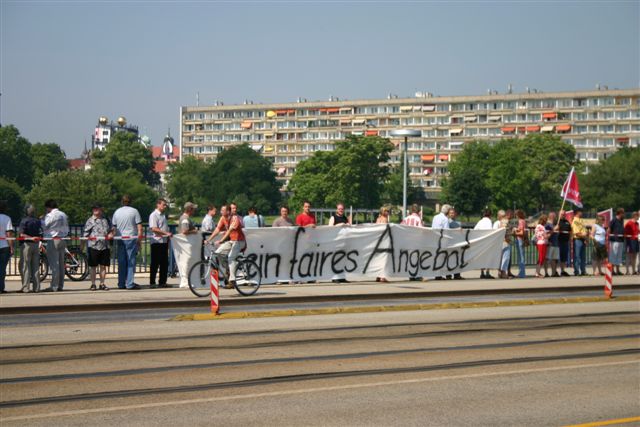 ein faires Angebot